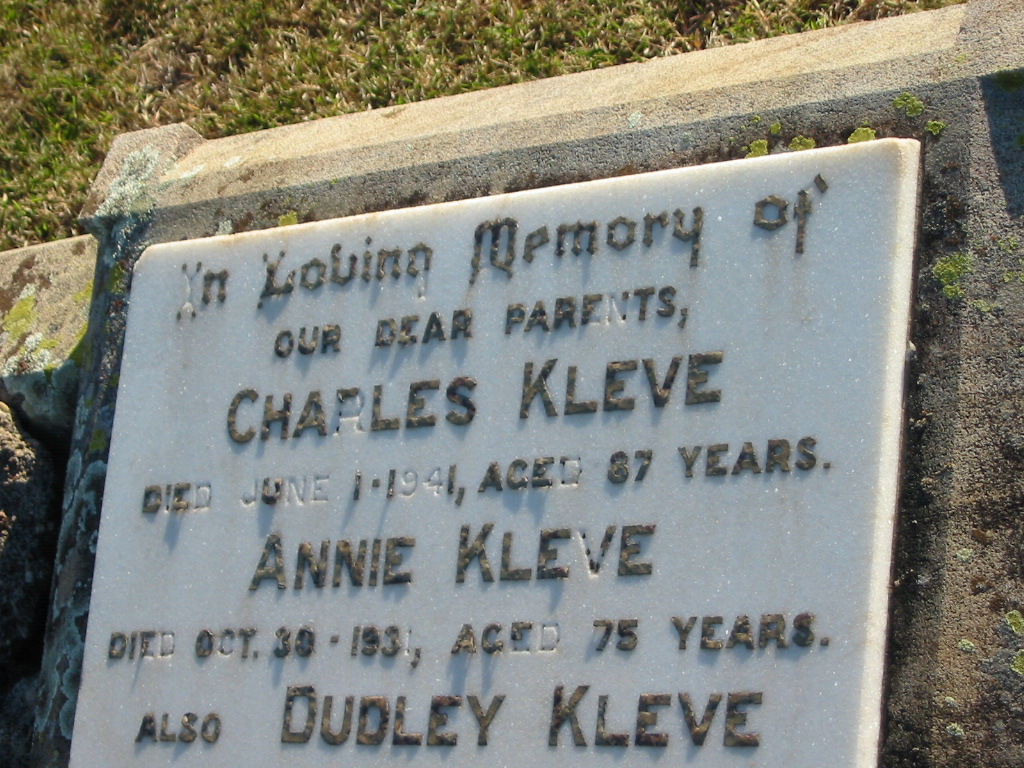 In Loving Memory of
OUR DEAR PARENTS,
CHARLES KLEVE
DIED JUNE 1·1941, AGED 87 YEARS.
ANNIE KLEVE
DIED OCT. 30·1931, AGED 75 YEARS.
ALSO DUDLEY KLEVE